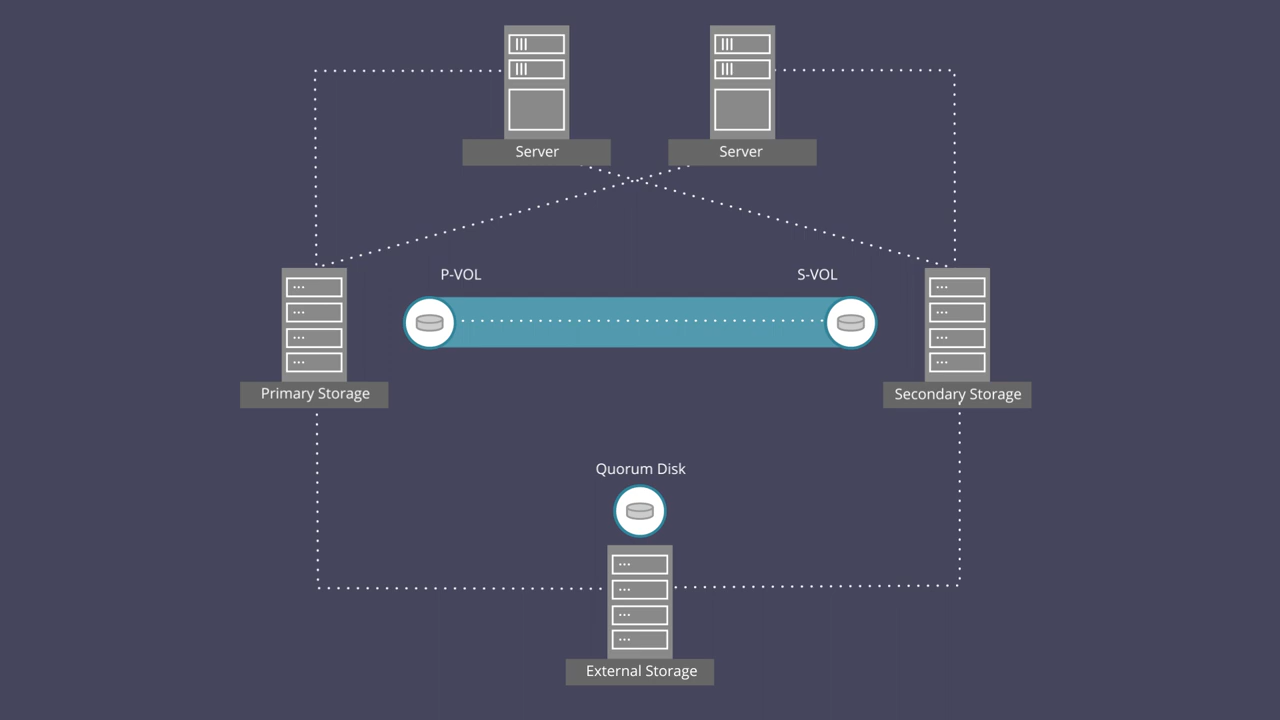 Server
Server
P-VOL
S-VOL
Primary Storage
Secondary Storage
Quorum Disk
External Storage